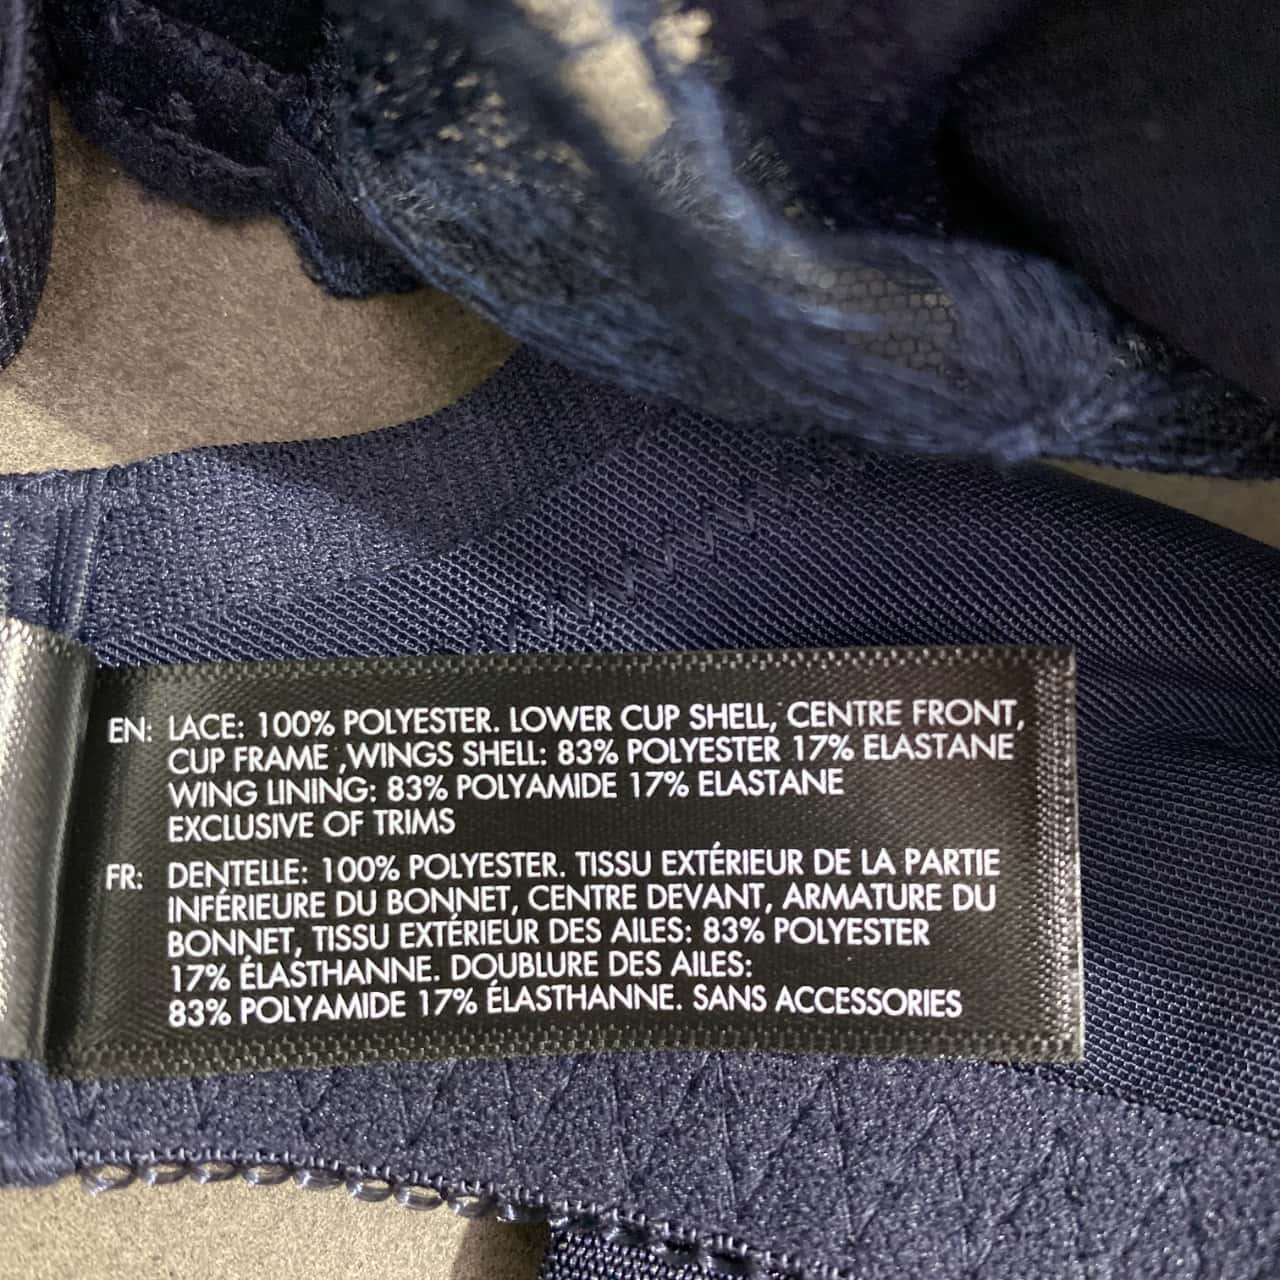 EN: LACE: 100% POLYESTER. LOWER CUP SHELL, CENTRE FRONT,
CUP FRAME ,WINGS SHELL: 83% POLYESTER 17% ELASTANE
WING LINING: 83% POLYAMIDE 17% ELASTANE
EXCLUSIVE OF TRIMS
FR: DENTELLE: 100% POLYESTER. TISSU EXTÉRIEUR DE LA PARTIE
INFÉRIEURE DU BONNET, CENTRE DEVANT, ARMATURE DU
BONNET, TISSU EXTÉRIEUR DES AILES: 83% POLYESTER
17% ÉLASTHANNE. DOUBLURE DES AILES:
83% POLYAMIDE 17% ÉLASTHANNE. SANS ACCESSORIES